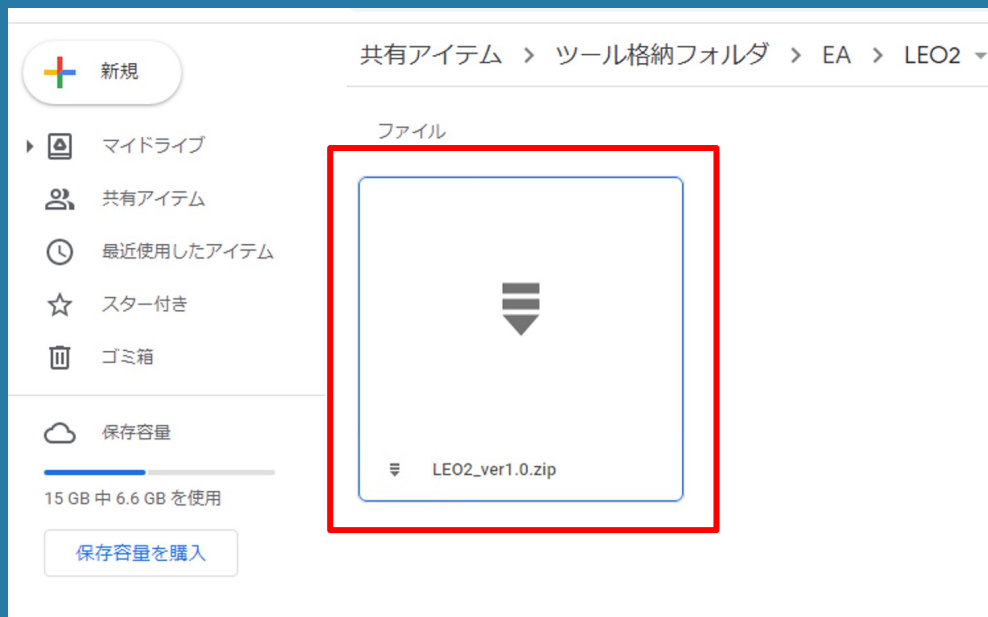 新規
共有アイテム > ツール格納フォルダ > EA > LEO2
マイドライブ
共有アイテム
最近使用したアイテム
スター付き
ゴミ箱
保存容量
15 GB 中 6.6 GB を使用
保存容量を購入
ファイル
LEO2_ver1.0.zip